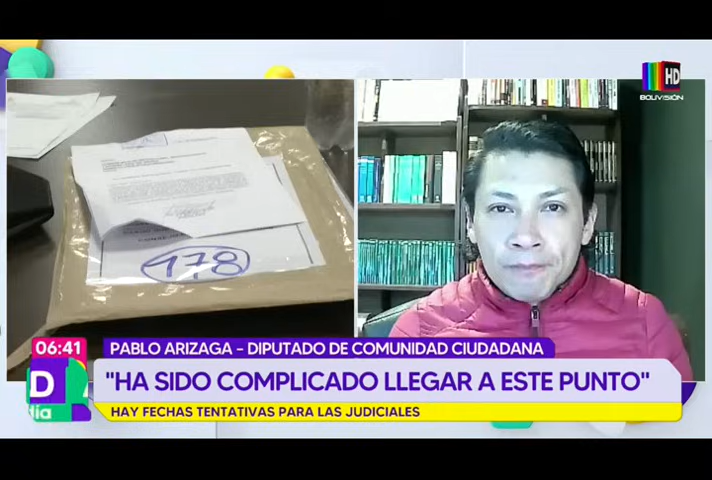 HD
BOLIVISIÓN
478
06:41
PABLO ARIZAGA – DIPUTADO DE COMUNIDAD CIUDADANA
D
día
"HA SIDO COMPLICADO LLEGAR A ESTE PUNTO"
HAY FECHAS TENTATIVAS PARA LAS JUDICIALES